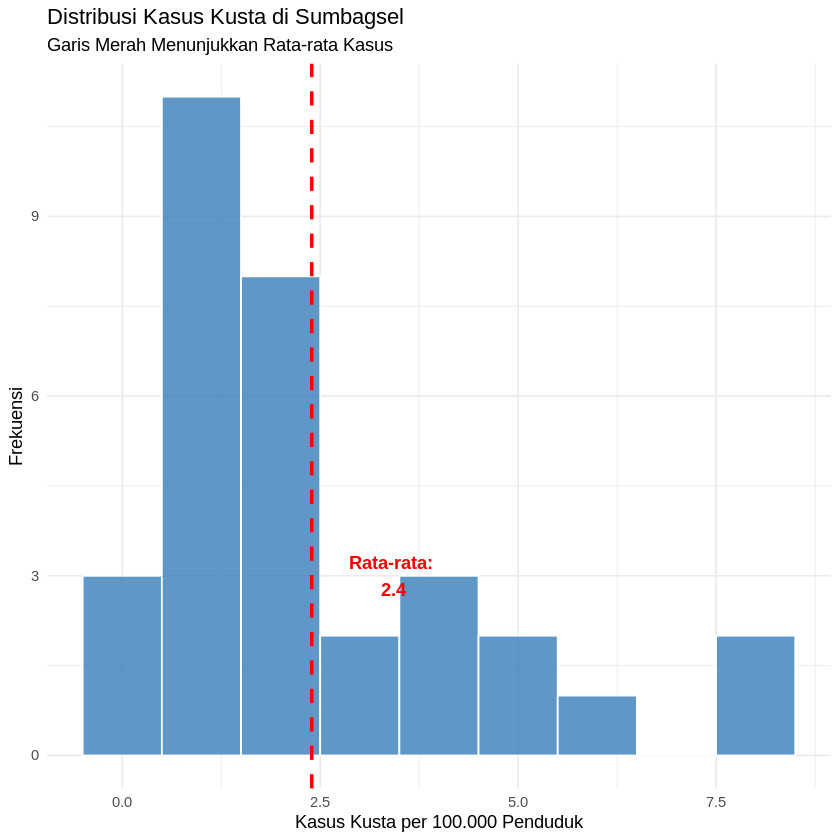 Distribusi Kasus Kusta di Sumbagsel
Garis Merah Menunjukkan Rata-rata Kasus
Frekuensi
9
6
3
0
Rata-rata:
2.4
0.0
2.5
5.0
7.5
Kasus Kusta per 100.000 Penduduk